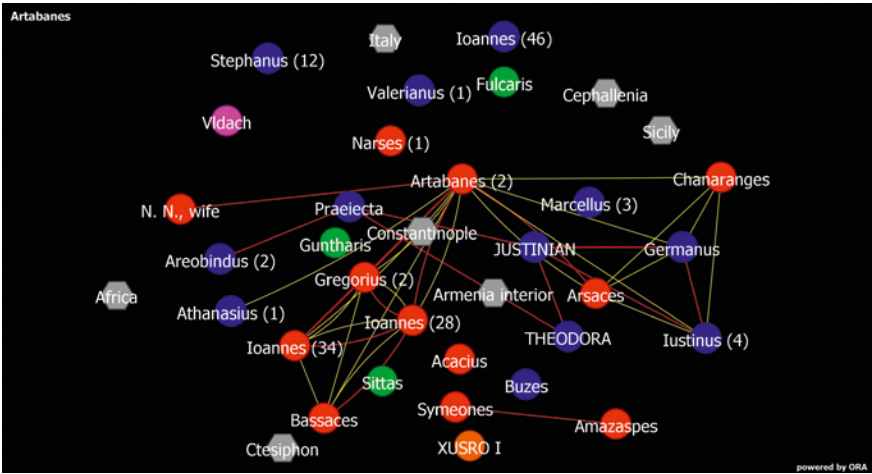 Artabanes
Italy
Ioannes (46)
Stephanus (12)
Fulcaris
Valerianus (1)
Cephallenia
Vldach
Sicily
Narses (1)
Artabanes (2)
Chanaranges
N. N., wife
Praeiecta
Marcellus (3)
Constantinople
Guntharis
JUSTINIAN
Germanus
Areobindus (2)
Gregorius (2)
Africa
Armenia interior
Arsaces
Athanasius (1)
Ioannes (28)
THEODORA
Iustinus (4)
Ioannes (34)
Acacius
Sittas
Buzes
Symeones
Bassaces
Amazaspes
Ctesiphon
XUSRO I
powered by ORA